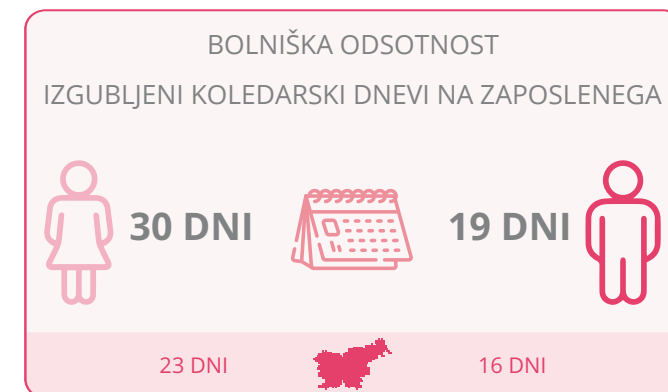 BOLNIŠKA ODSOTNOST
IZGUBLJENI KOLEDARSKI DNEVI NA ZAPOSLENEGA
30 DNI 19 DNI
23 DNI 16 DNI